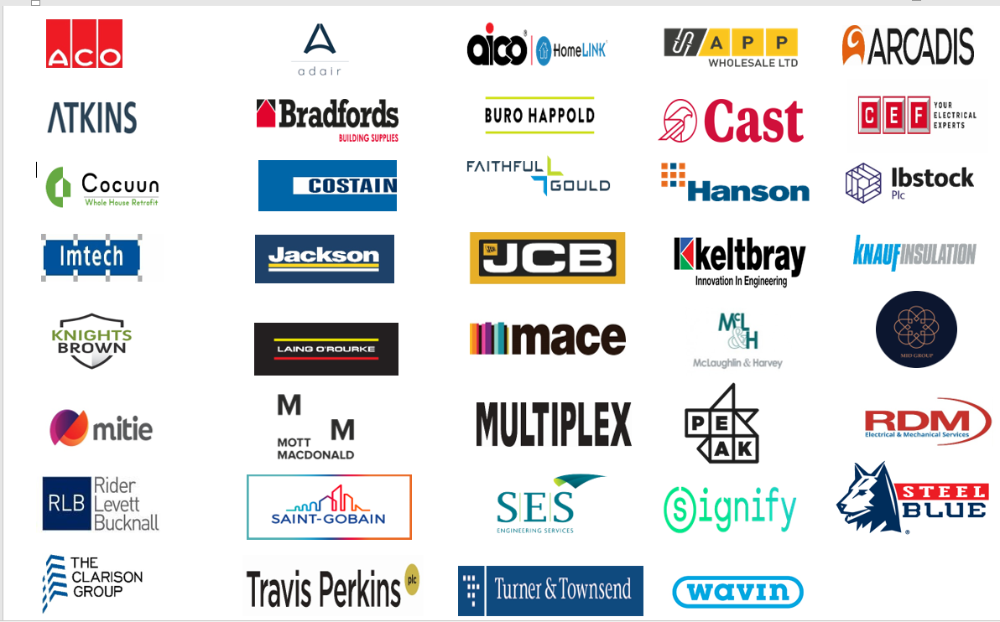 ACO
adair
aico HomeLINK
APP
WHOLESALE LTD
ARCADIS
ATKINS
Bradfords
BUILDING SUPPLIES
BURO HAPPOLD
Cast
CEF YOUR
ELECTRICAL
EXPERTS
Cocuun
Whole House Retrofit
COSTAIN
FAITHFUL
GOULD
Hanson
Ibstock
Plc
Imtech
Jackson
JCB
JCB
keltbray
Innovation In Engineering
KNAUFINSULATION
KNIGHTS
BROWN
LAING O'ROURKE
mace
McL
&H
McLaughlin & Harvey
MID GROUP
mitie
M
M
MOTT
MACDONALD
MULTIPLEX
PE
AK
RDM
Electrical & Mechanical Services
RLB Rider
Levett
Bucknall
SAINT-GOBAIN
SES
ENGINEERING SERVICES
Signify
STEEL
BLUE
THE
CLARISON
GROUP
Travis Perkins plc
Turner & Townsend
wavin